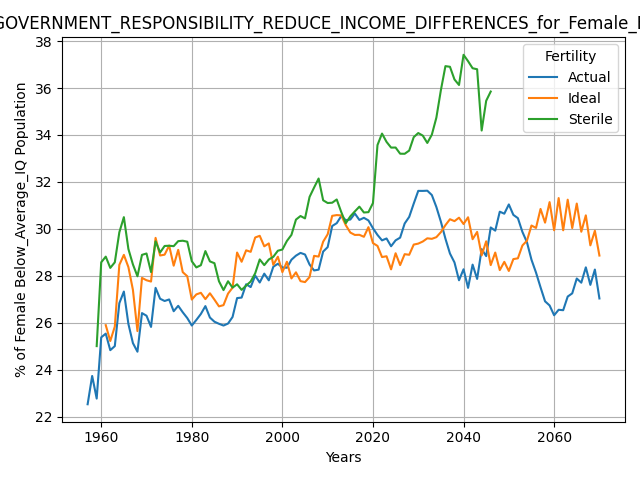 GOVERNMENT_RESPONSIBILITY_REDUCE_INCOME_DIFFERENCES_for_Female_
% of Female Below_Average_IQ Population
38
36
34
32
30
28
26
24
22
Fertility
Actual
Ideal
Sterile
1960
1980
2000
2020
2040
2060
Years